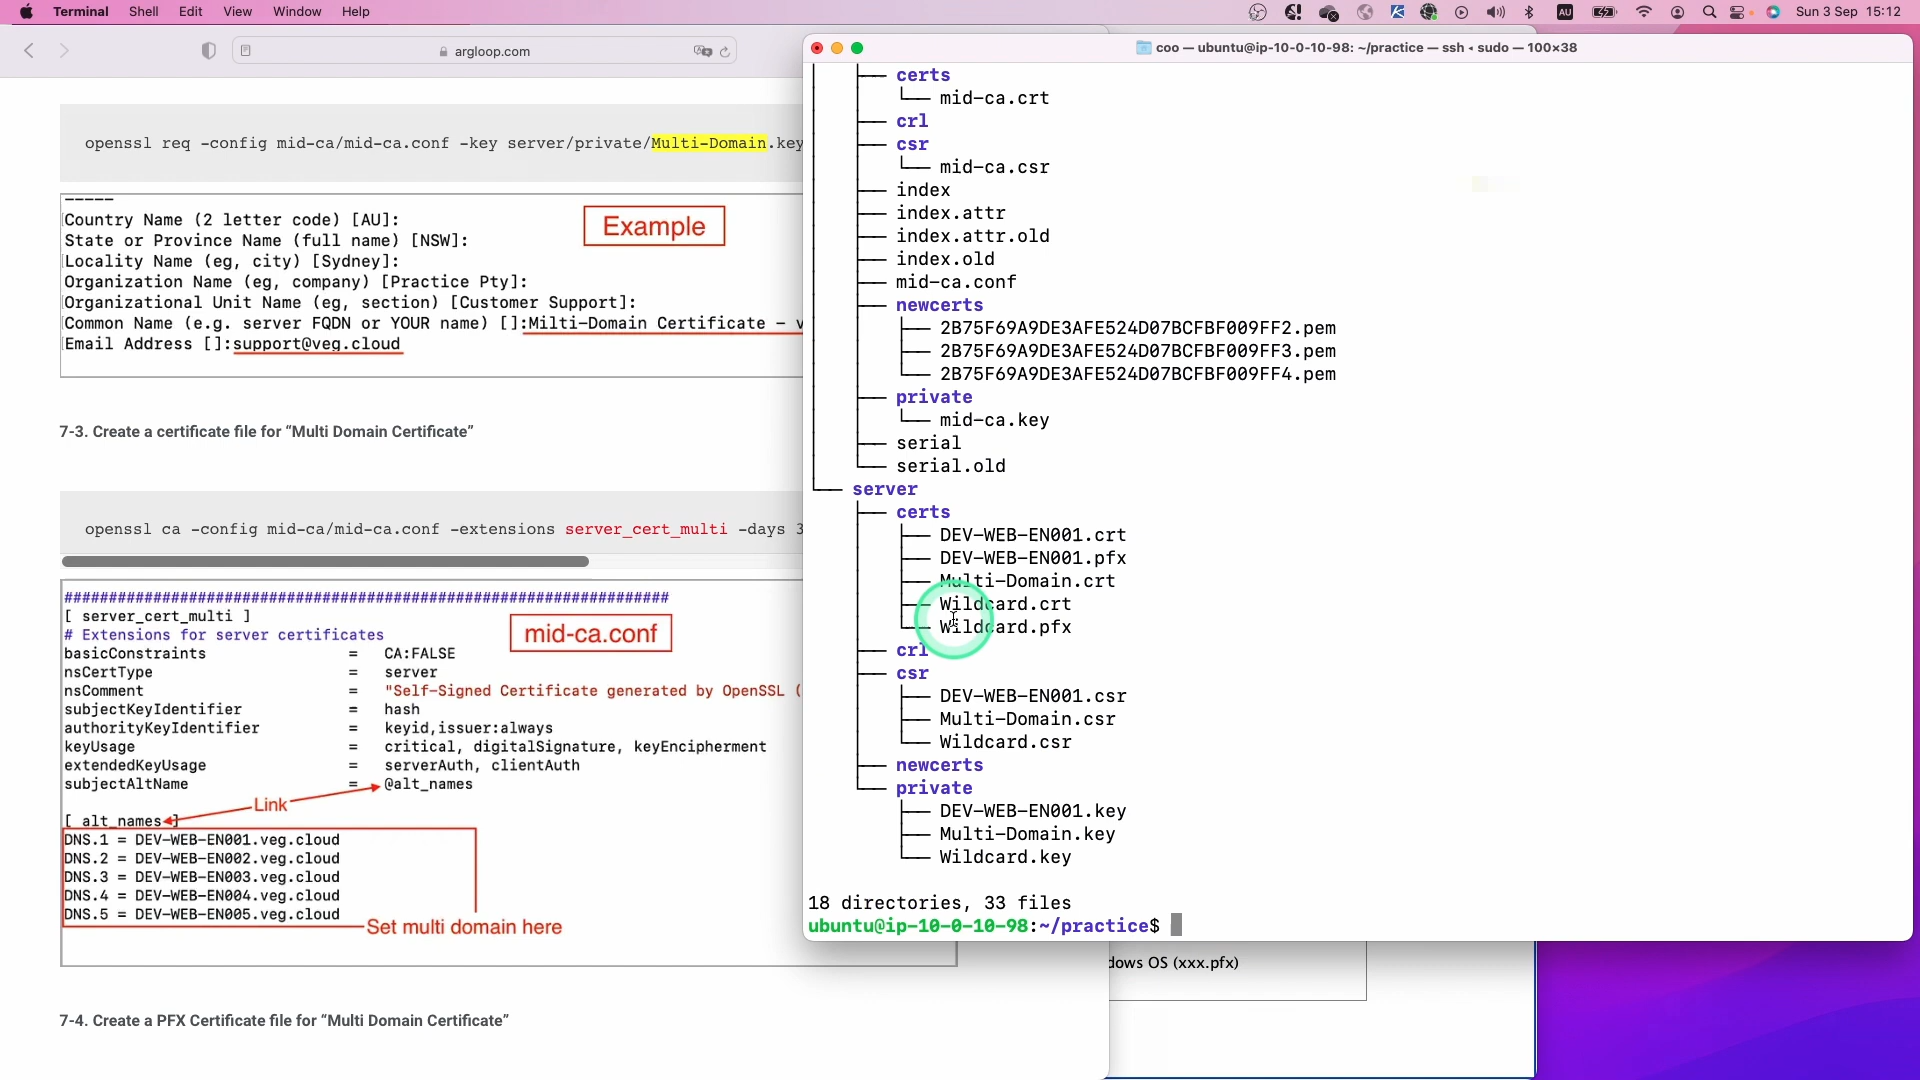 Terminal Shell Edit View Window Help
AU
Sun 3 Sep 15:12
argloop.com
openssl req -config mid-ca/mid-ca.conf -key server/private/Multi-Domain.key
-----
Country Name (2 letter code) [AU]:
State or Province Name (full name) [NSW]:
Locality Name (eg, city) [Sydney]:
Organization Name (eg, company) [Practice Pty]:
Organizational Unit Name (eg, section) [Customer Support]:
Common Name (e.g. server FQDN or YOUR name) []:Milti-Domain Certificate – v
Email Address []:support@veg.cloud
Example
7-3. Create a certificate file for “Multi Domain Certificate”
openssl ca -config mid-ca/mid-ca.conf -extensions server_cert_multi -days 3
################################################################
[ server_cert_multi ]
# Extensions for server certificates
basicConstraints = CA:FALSE
nsCertType = server
nsComment = "Self-Signed Certificate generated by OpenSSL (
subjectKeyIdentifier = hash
authorityKeyIdentifier = keyid,issuer:always
keyUsage = critical, digitalSignature, keyEncipherment
extendedKeyUsage = serverAuth, clientAuth
subjectAltName = @alt_names
mid-ca.conf
Link
[ alt_names ]
DNS.1 = DEV-WEB-EN001.veg.cloud
DNS.2 = DEV-WEB-EN002.veg.cloud
DNS.3 = DEV-WEB-EN003.veg.cloud
DNS.4 = DEV-WEB-EN004.veg.cloud
DNS.5 = DEV-WEB-EN005.veg.cloud
Set multi domain here
7-4. Create a PFX Certificate file for “Multi Domain Certificate”
coo — ubuntu@ip-10-0-10-98: ~/practice — ssh ◂ sudo — 100×38
│   ├── certs
│   │   └── mid-ca.crt
│   ├── crl
│   ├── csr
│   │   └── mid-ca.csr
│   ├── index
│   ├── index.attr
│   ├── index.attr.old
│   ├── index.old
│   ├── mid-ca.conf
│   ├── newcerts
│   │   ├── 2B75F69A9DE3AFE524D07BCFBF009FF2.pem
│   │   ├── 2B75F69A9DE3AFE524D07BCFBF009FF3.pem
│   │   └── 2B75F69A9DE3AFE524D07BCFBF009FF4.pem
│   ├── private
│   │   └── mid-ca.key
│   ├── serial
│   └── serial.old
└── server
    ├── certs
    │   ├── DEV-WEB-EN001.crt
    │   ├── DEV-WEB-EN001.pfx
    │   ├── Multi-Domain.crt
    │   ├── Wildcard.crt
    │   └── Wildcard.pfx
    ├── crl
    ├── csr
    │   ├── DEV-WEB-EN001.csr
    │   ├── Multi-Domain.csr
    │   └── Wildcard.csr
    ├── newcerts
    └── private
        ├── DEV-WEB-EN001.key
        ├── Multi-Domain.key
        └── Wildcard.key
18 directories, 33 files
ubuntu@ip-10-0-10-98:~/practice$
dows OS (xxx.pfx)